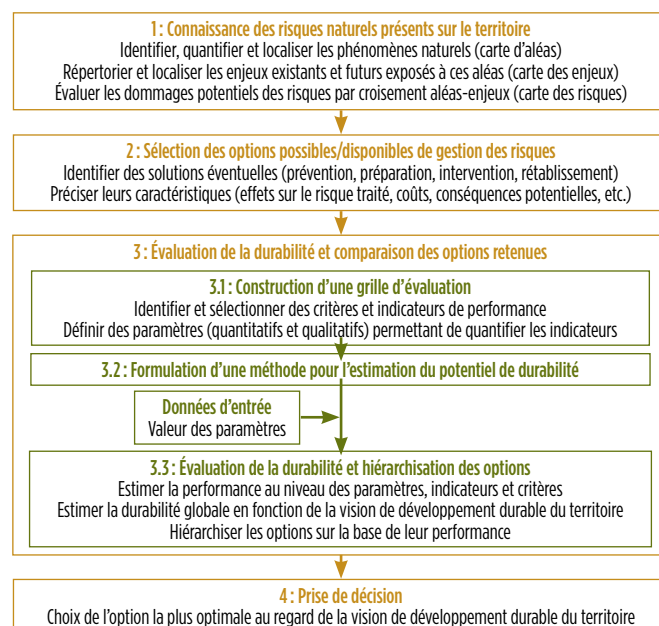 1 : Connaissance des risques naturels présents sur le territoire
Identifier, quantifier et localiser les phénomènes naturels (carte d’aléas)
Répertorier et localiser les enjeux existants et futurs exposés à ces aléas (carte des enjeux)
Évaluer les dommages potentiels des risques par croisement aléas-enjeux (carte des risques)
2 : Sélection des options possibles/disponibles de gestion des risques
Identifier des solutions éventuelles (prévention, préparation, intervention, rétablissement)
Préciser leurs caractéristiques (effets sur le risque traité, coûts, conséquences potentielles, etc.)
3 : Évaluation de la durabilité et comparaison des options retenues
3.1 : Construction d’une grille d’évaluation
Identifier et sélectionner des critères et indicateurs de performance
Définir des paramètres (quantitatifs et qualitatifs) permettant de quantifier les indicateurs
3.2 : Formulation d’une méthode pour l’estimation du potentiel de durabilité
Données d’entrée
Valeur des paramètres
3.3 : Évaluation de la durabilité et hiérarchisation des options
Estimer la performance au niveau des paramètres, indicateurs et critères
Estimer la durabilité globale en fonction de la vision de développement durable du territoire
Hiérarchiser les options sur la base de leur performance
4 : Prise de décision
Choix de l’option la plus optimale au regard de la vision de développement durable du territoire